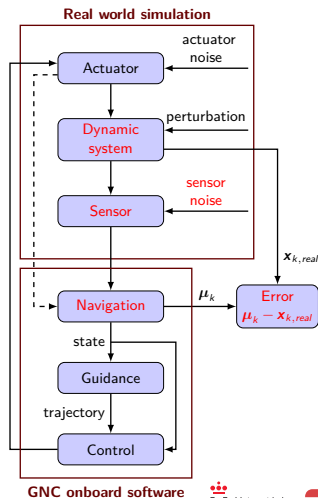 Real world simulation
actuator
noise
Actuator
perturbation
Dynamic
system
sensor
noise
Sensor
x_{k,real}
Navigation
μ_k
Error
μ_k − x_{k,real}
state
Guidance
trajectory
Control
GNC onboard software